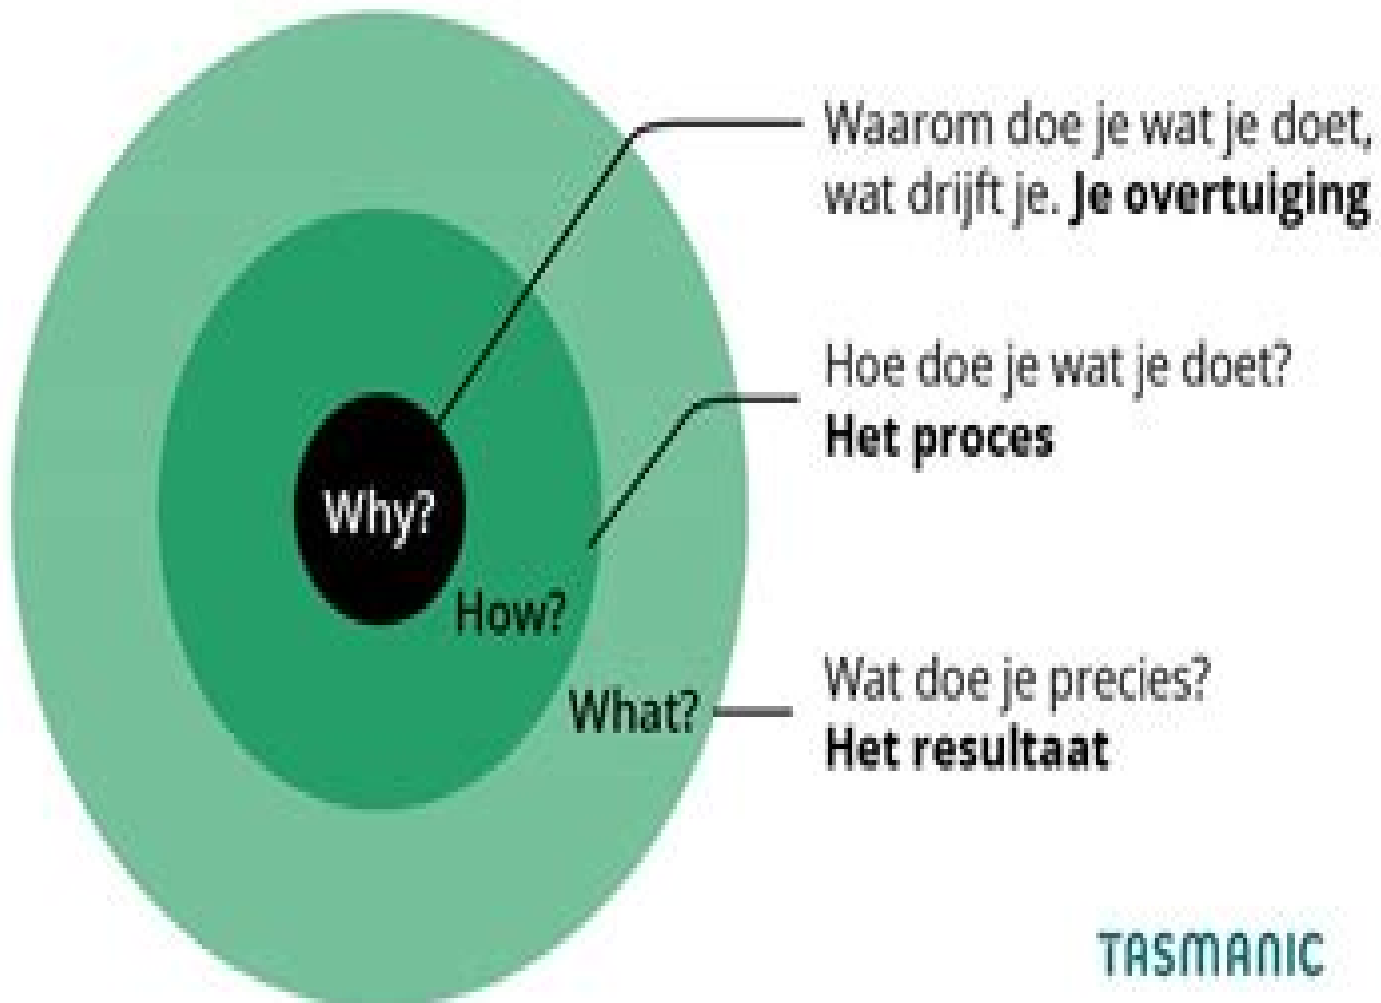 Waarom doe je wat je doet,
wat drijft je. Je overtuiging
Hoe doe je wat je doet?
Het proces
Why?
How?
Wat doe je precies?
What?
Het resultaat
TASMANIC